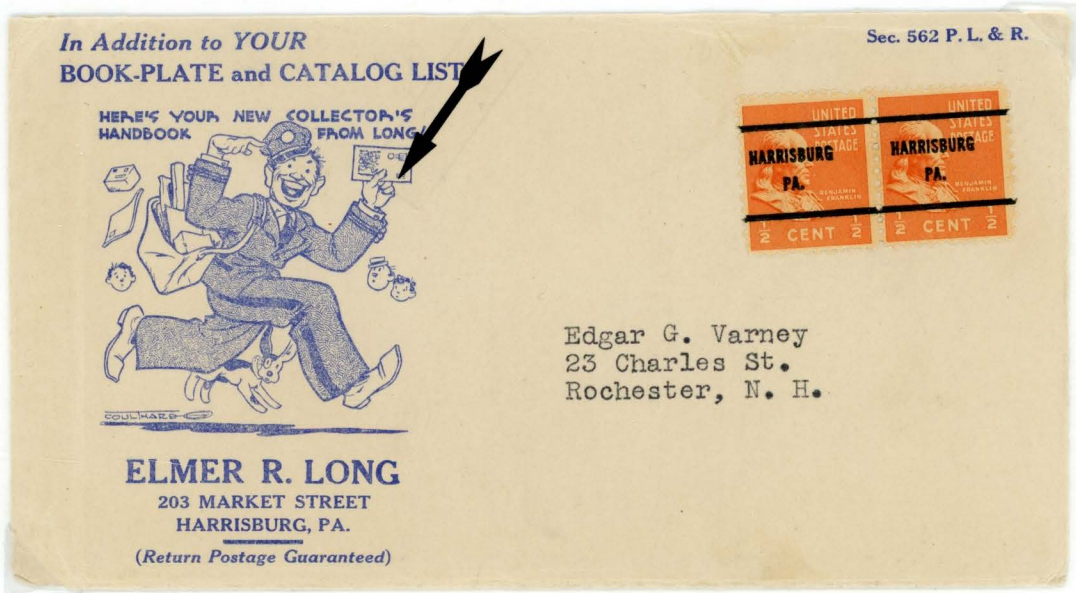 In Addition to YOUR
BOOK-PLATE and CATALOG LIST
Sec. 562 P. L. & R.
HERE'S YOUR NEW COLLECTOR'S
HANDBOOK FROM LONG!
UNITED
STATES
POSTAGE
HARRISBURG
PA.
BENJAMIN
FRANKLIN
1/2 CENT 1/2
UNITED
STATES
POSTAGE
HARRISBURG
PA.
BENJAMIN
FRANKLIN
1/2 CENT 1/2
Edgar G. Varney
23 Charles St.
Rochester, N. H.
COULTHARD
ELMER R. LONG
203 MARKET STREET
HARRISBURG, PA.
(Return Postage Guaranteed)